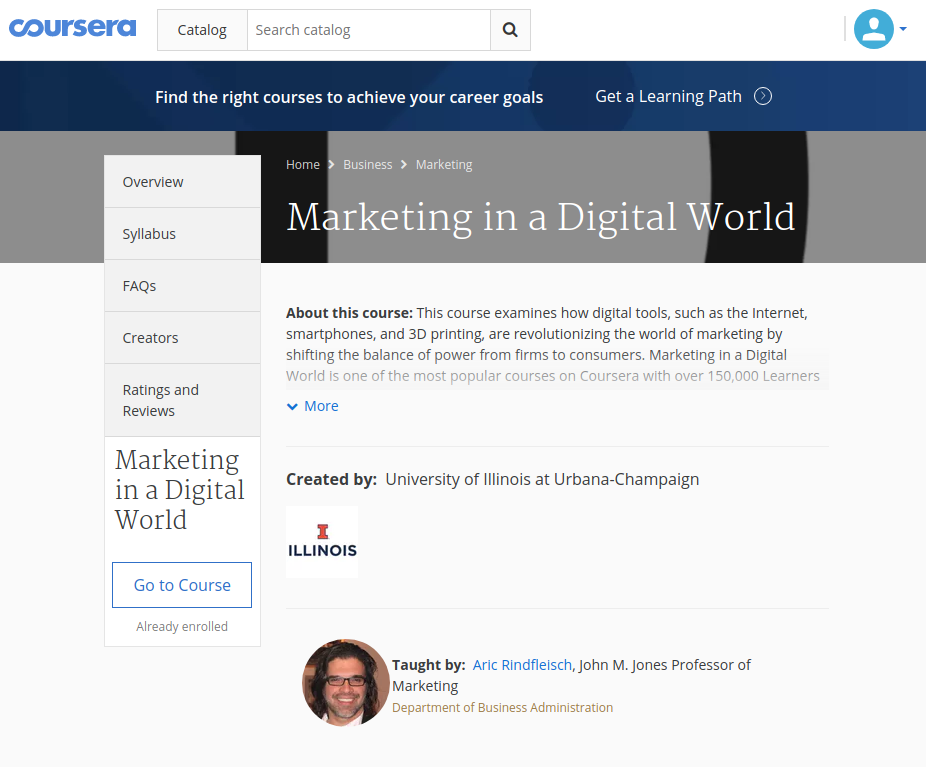 coursera
Catalog
Search catalog
Find the right courses to achieve your career goals
Get a Learning Path
Overview
Syllabus
FAQs
Creators
Ratings and
Reviews
Marketing
in a Digital
World
Go to Course
Already enrolled
Home
Business
Marketing
Marketing in a Digital World
About this course: This course examines how digital tools, such as the Internet,
smartphones, and 3D printing, are revolutionizing the world of marketing by
shifting the balance of power from firms to consumers. Marketing in a Digital
World is one of the most popular courses on Coursera with over 150,000 Learners
More
Created by: University of Illinois at Urbana-Champaign
I
ILLINOIS
Taught by: Aric Rindfleisch, John M. Jones Professor of
Marketing
Department of Business Administration